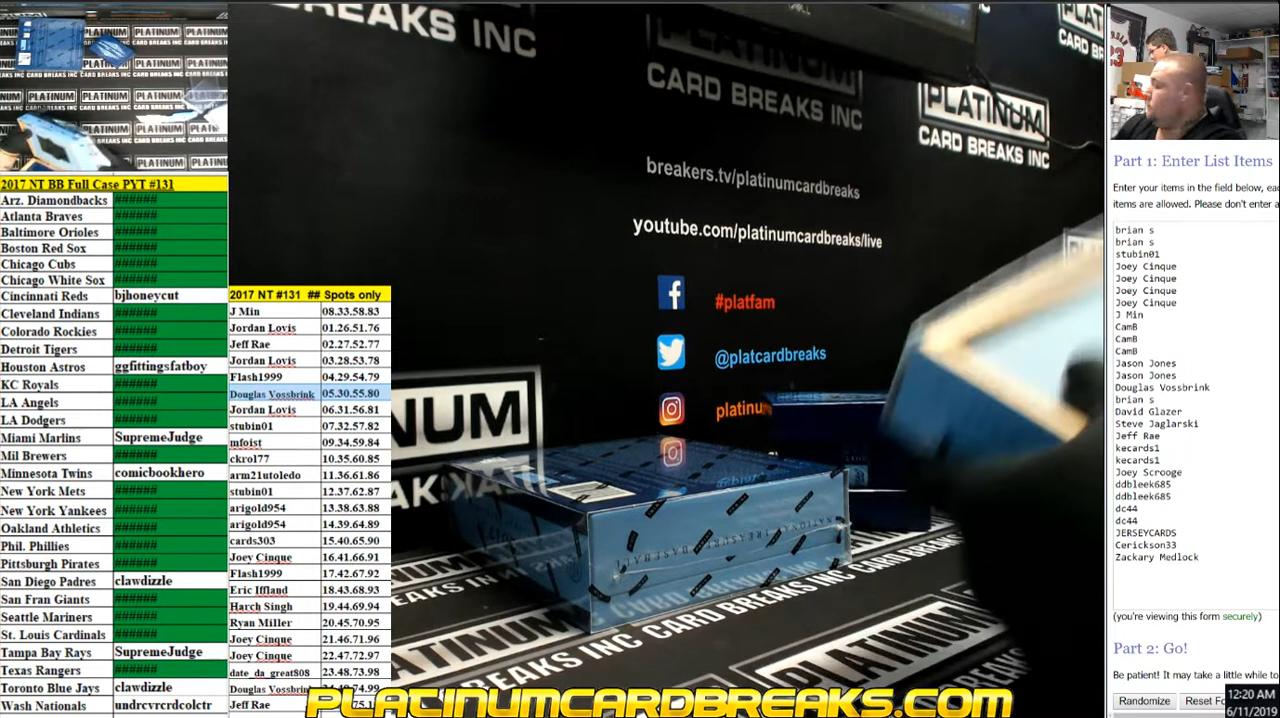 2017 NT BB Full Case PYT #131
Arz. Diamondbacks ######
Atlanta Braves ######
Baltimore Orioles ######
Boston Red Sox ######
Chicago Cubs ######
Chicago White Sox ######
Cincinnati Reds bjhoneycut
Cleveland Indians ######
Colorado Rockies ######
Detroit Tigers ######
Houston Astros ggfittingsfatboy
KC Royals ######
LA Angels ######
LA Dodgers ######
Miami Marlins SupremeJudge
Mil Brewers ######
Minnesota Twins comicbookhero
New York Mets ######
New York Yankees ######
Oakland Athletics ######
Phil. Phillies ######
Pittsburgh Pirates ######
San Diego Padres clawdizzle
San Fran Giants ######
Seattle Mariners ######
St. Louis Cardinals ######
Tampa Bay Rays SupremeJudge
Texas Rangers ######
Toronto Blue Jays clawdizzle
Wash Nationals undrcvrcrdcolctr
2017 NT #131 ## Spots only
J Min 08.33.58.83
Jordan Lovis 01.26.51.76
Jeff Rae 02.27.52.77
Jordan Lovis 03.28.53.78
Flash1999 04.29.54.79
Douglas Vossbrink 05.30.55.80
Jordan Lovis 06.31.56.81
stubin01 07.32.57.82
mfoist 09.34.59.84
ckrol77 10.35.60.85
arm21utoledo 11.36.61.86
stubin01 12.37.62.87
arigold954 13.38.63.88
arigold954 14.39.64.89
cards303 15.40.65.90
Joey Cinque 16.41.66.91
Flash1999 17.42.67.92
Eric Iffland 18.43.68.93
Harch Singh 19.44.69.94
Ryan Miller 20.45.70.95
Joey Cinque 21.46.71.96
Joey Cinque 22.47.72.97
date_da_great808 23.48.73.98
Douglas Vossbrin
Jeff Rae
BREAKS INC
PLATINUM
CARD BREAKS INC
PLATINUM
CARD BREAKS INC
breakers.tv/platinumcardbreaks
youtube.com/platinumcardbreaks/live
#platfam
@platcardbreaks
platinu
BREAKS INC
CARD BREAKS INC
PLATINUMCARDBREAKS.COM
Part 1: Enter List Items
Enter your items in the field below, ea
items are allowed. Please don't enter a
brian s
brian s
stubin01
Joey Cinque
Joey Cinque
Joey Cinque
Joey Cinque
J Min
CamB
CamB
CamB
Jason Jones
Jason Jones
Douglas Vossbrink
brian s
David Glazer
Steve Jaglarski
Jeff Rae
kecards1
kecards1
Joey Scrooge
ddbleek685
ddbleek685
dc44
dc44
JERSEYCARDS
Cerickson33
Zackary Medlock
(you're viewing this form securely)
Part 2: Go!
Be patient! It may take a little while to
Randomize Reset Fo
12:20 AM
6/11/2019